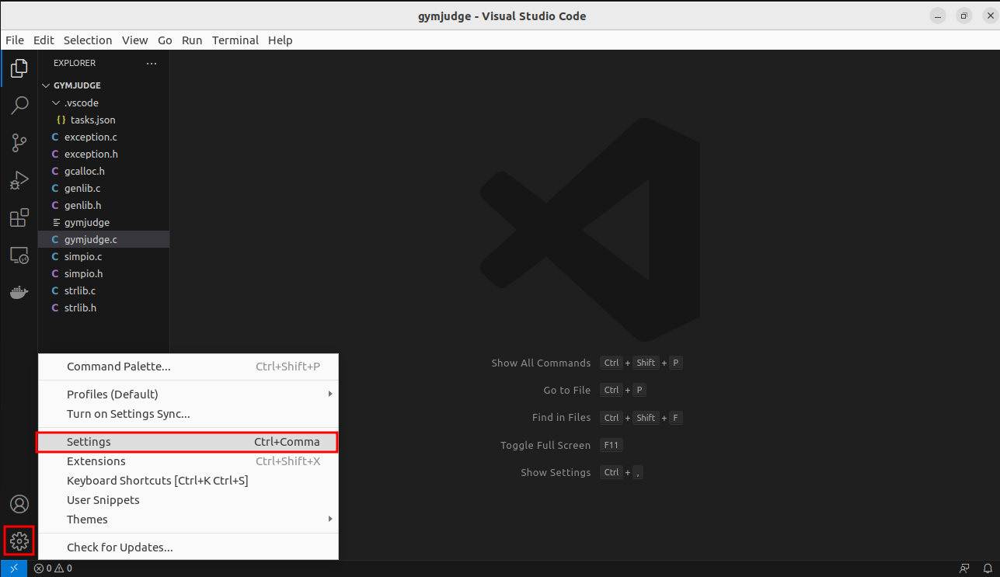 gymjudge - Visual Studio Code
File Edit Selection View Go Run Terminal Help
EXPLORER ...
GYMJUDGE
.vscode
{} tasks.json
C exception.c
C exception.h
C gcalloc.h
C genlib.c
C genlib.h
gymjudge
C gymjudge.c
C simpio.c
C simpio.h
C strlib.c
C strlib.h
Command Palette... Ctrl+Shift+P
Profiles (Default)
Turn on Settings Sync...
Settings Ctrl+Comma
Extensions Ctrl+Shift+X
Keyboard Shortcuts [Ctrl+K Ctrl+S]
User Snippets
Themes
Check for Updates...
Show All Commands Ctrl + Shift + P
Go to File Ctrl + P
Find in Files Ctrl + Shift + F
Toggle Full Screen F11
Show Settings Ctrl + ,
0 0